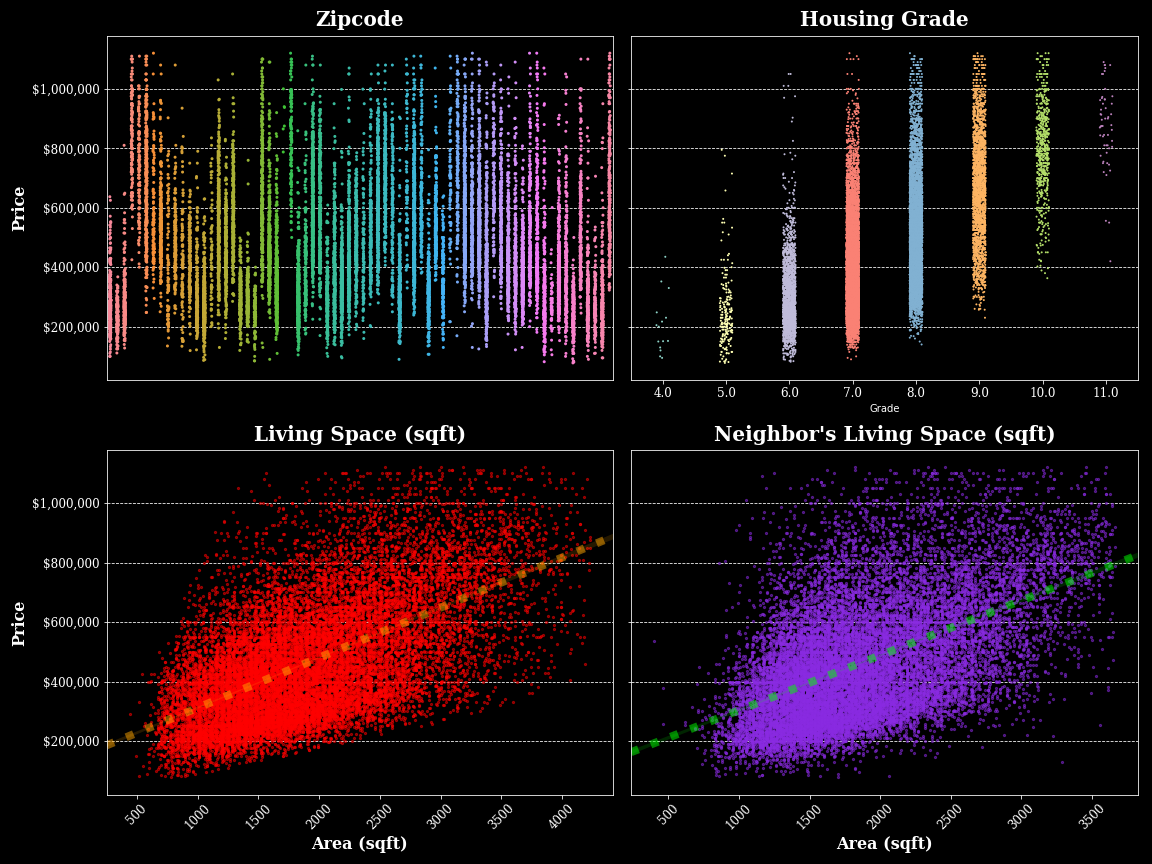 Zipcode
Housing Grade
Price
$1,000,000
$800,000
$600,000
$400,000
$200,000
4.0 5.0 6.0 7.0 8.0 9.0 10.0 11.0
Grade
Living Space (sqft)
Neighbor's Living Space (sqft)
Price
$1,000,000
$800,000
$600,000
$400,000
$200,000
500 1000 1500 2000 2500 3000 3500 4000
Area (sqft)
500 1000 1500 2000 2500 3000 3500
Area (sqft)